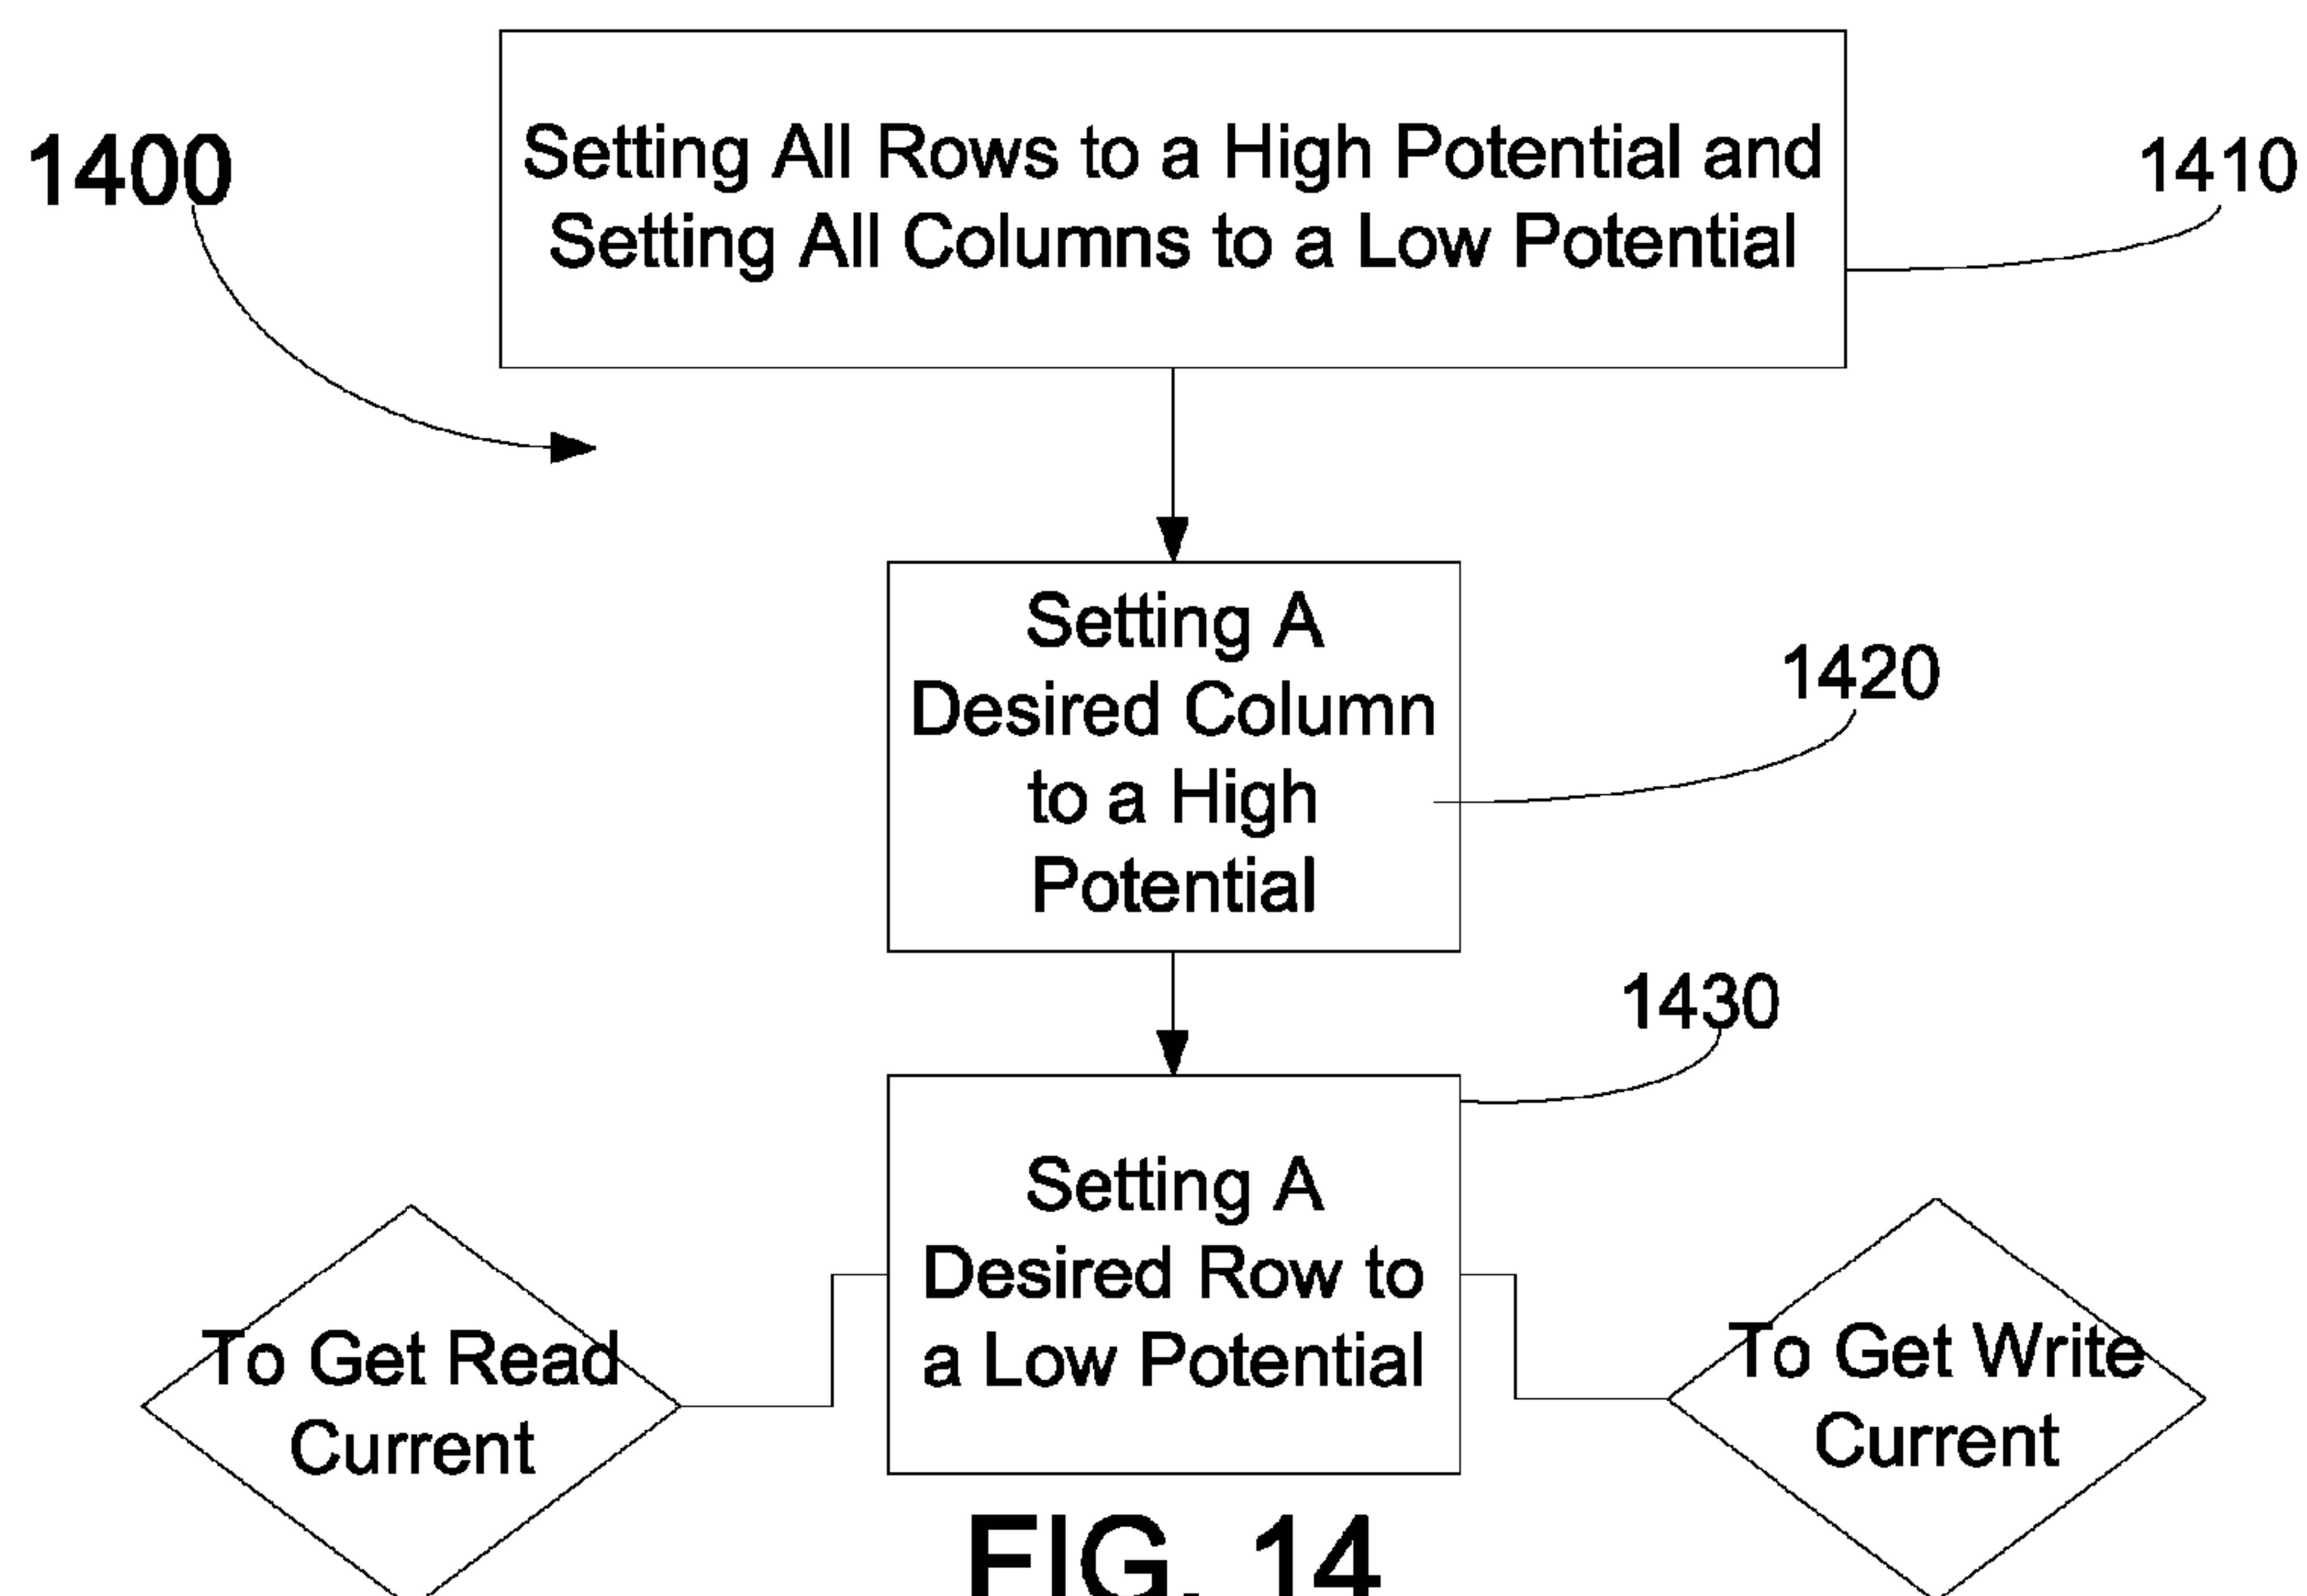 1400
Setting All Rows to a High Potential and
Setting All Columns to a Low Potential
1410
Setting A
Desired Column
to a High
Potential
1420
1430
Setting A
Desired Row to
a Low Potential
To Get Read
Current
To Get Write
Current
FIG. 14